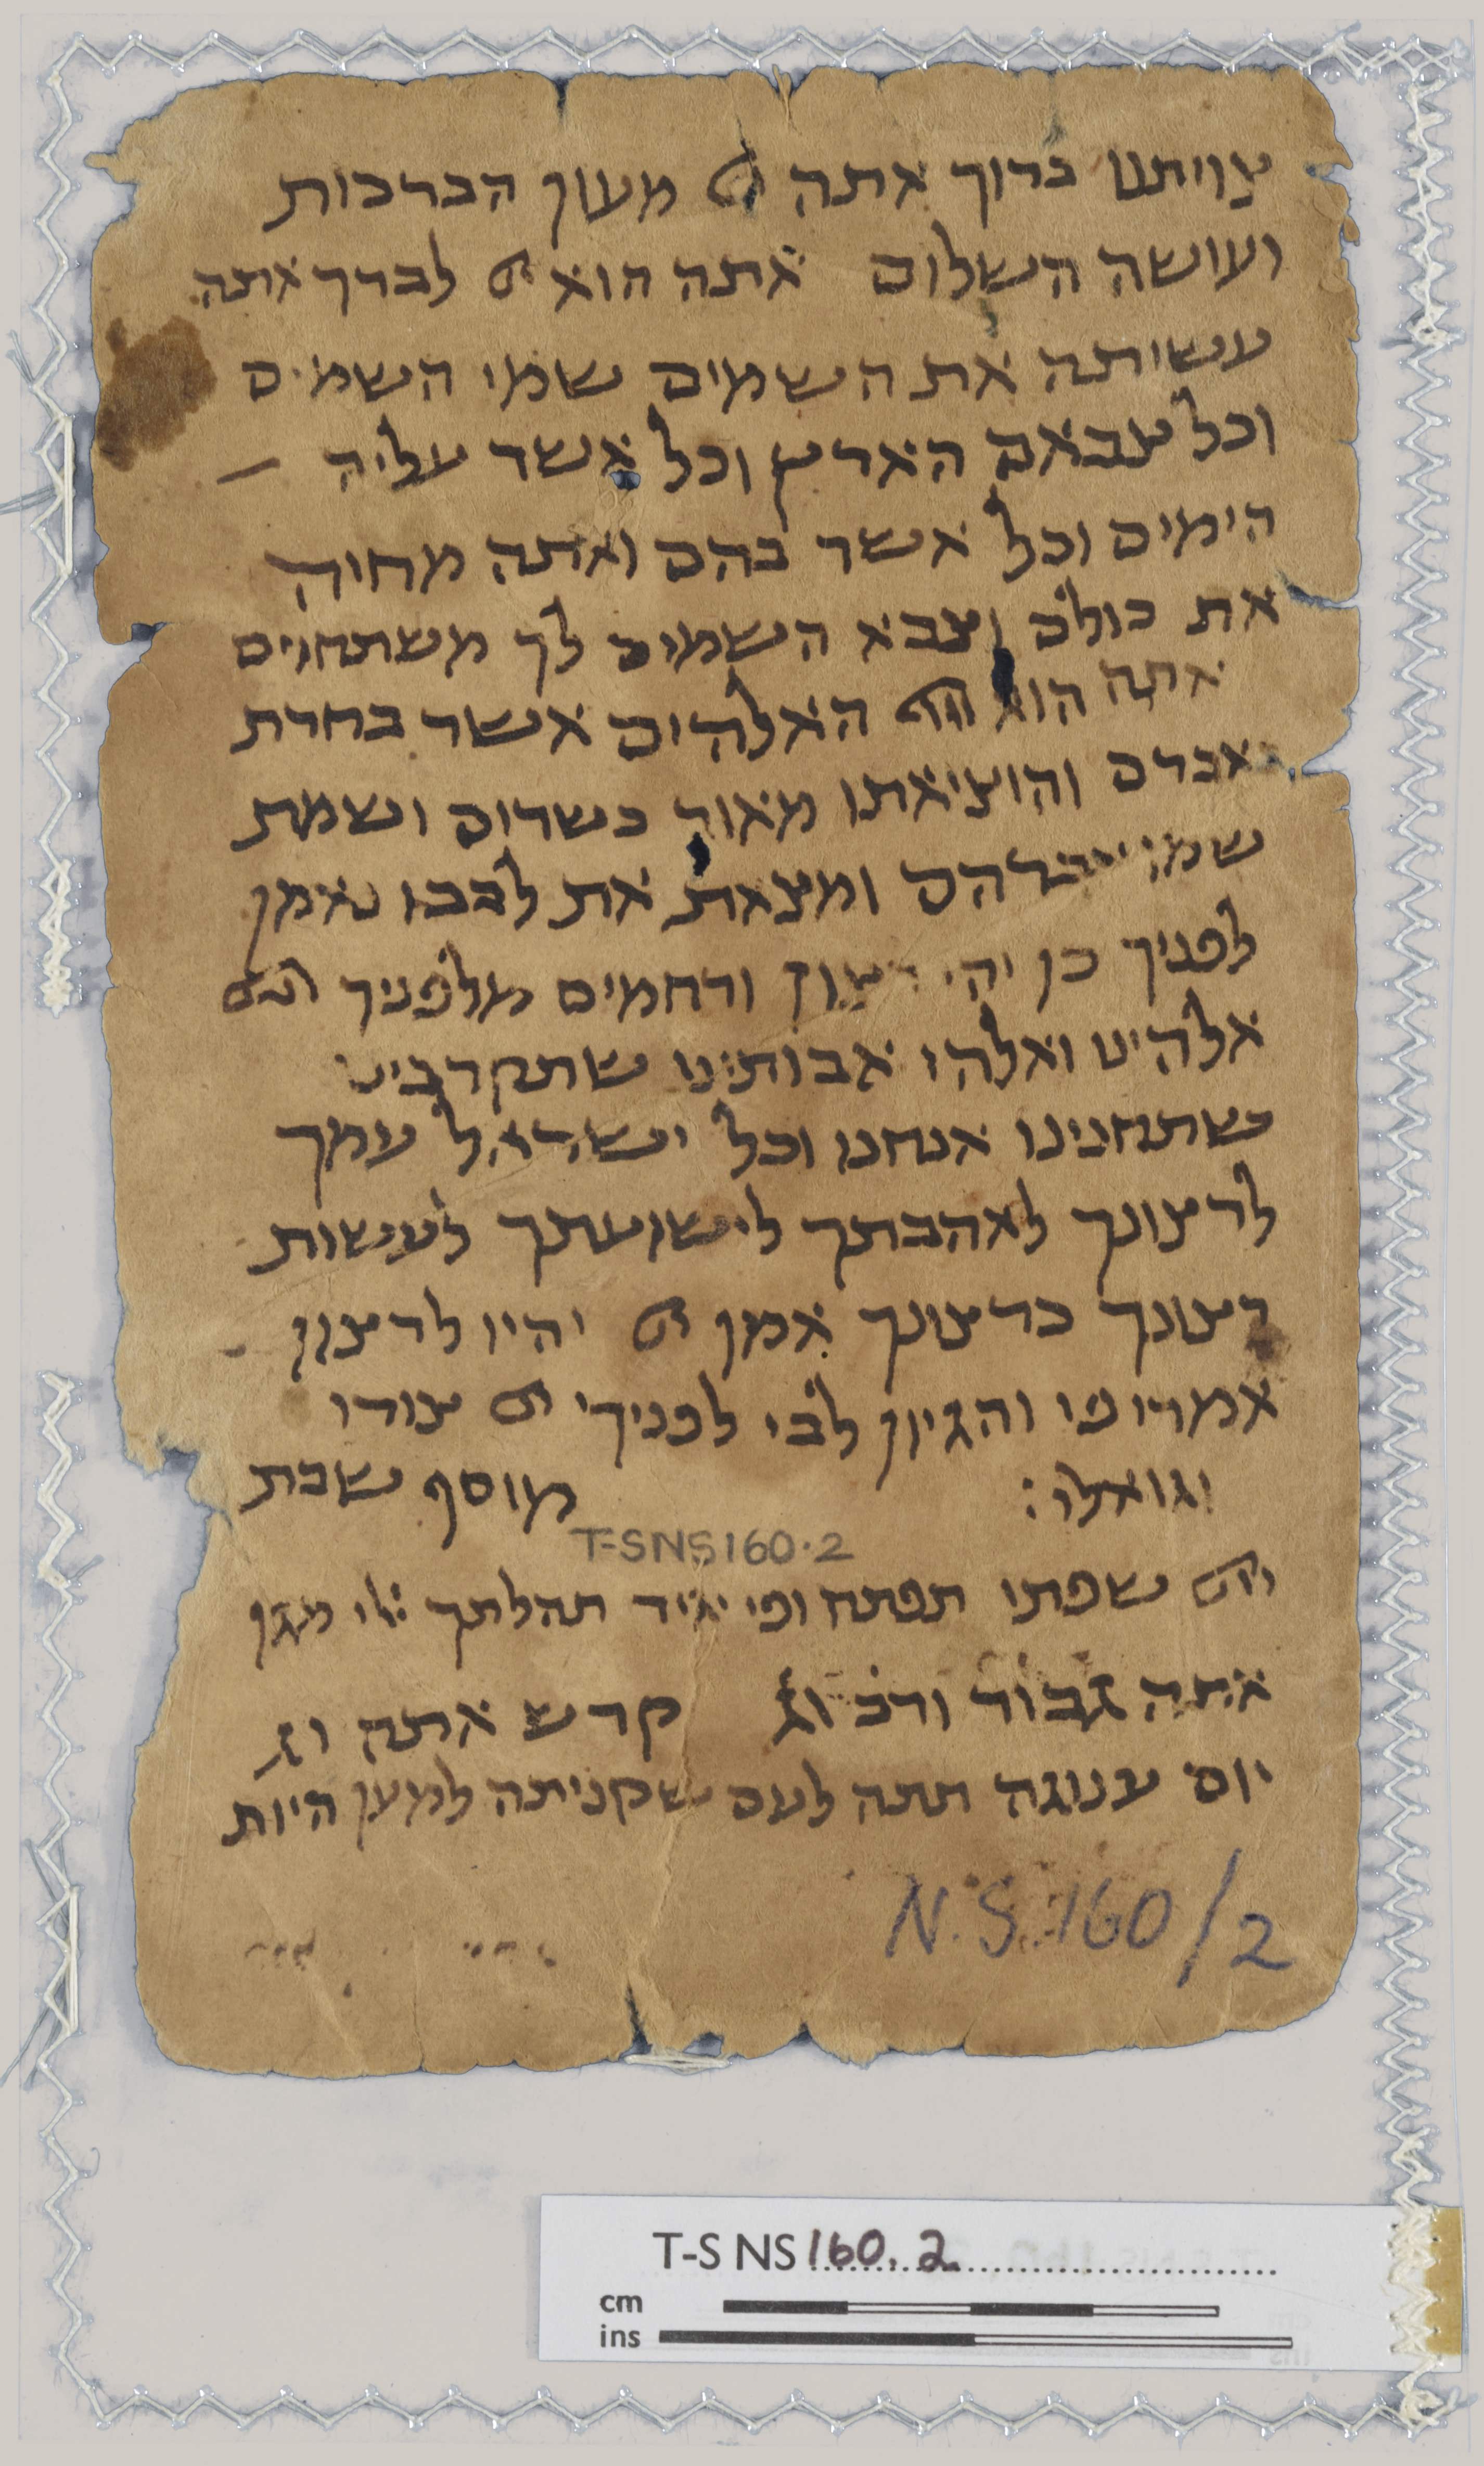 צויתנו ברוך אתה יי מעון הברכות
ועושה השלום אתה הוא יי לבדך אתה
עשיתה את השמים שמי השמים
וכל צבאם הארץ וכל אשר עליה
הימים וכל אשר בהם ואתה מחיה
את כולם וצבא השמים לך משתחוים
אתה הוא יי האלהים אשר בחרת
אברם והוציאתו מאור כשדים ושמת
שמו אברהם ומצאת את לבבו נאמן
לפניך כן יהי רצון ורחמים מלפניך יי
אלהינו ואלהי אבותינו שתקרבינו
כשתחנינו אנחנו וכל ישראל עמך
לרצונך לאהבתך לישועתך לעשות
רצונך כרצונך אמן יי יהיו לרצון
אמרי פי והגיון לבי לפניך יי צורי
וגואלי:
מוסף שבת
T-S NS 160.2
יי שפתי תפתח ופי יגיד תהלתך מגן
אתה גבור ורב וג קדש אתה וג
יום ענוגה תתה לעם שקניתה למען היות
N.S. 160/2
T-S NS 160.2
cm
ins